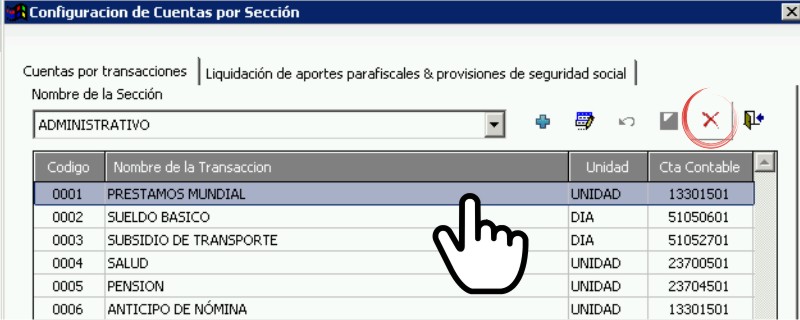 Configuracion de Cuentas por Sección
Cuentas por transacciones Liquidación de aportes parafiscales & provisiones de seguridad social
Nombre de la Sección
ADMINISTRATIVO
Codigo Nombre de la Transaccion Unidad Cta Contable
0001 PRESTAMOS MUNDIAL UNIDAD 13301501
0002 SUELDO BASICO DIA 51050601
0003 SUBSIDIO DE TRANSPORTE DIA 51052701
0004 SALUD UNIDAD 23700501
0005 PENSION UNIDAD 23704501
0006 ANTICIPO DE NÓMINA UNIDAD 13301501